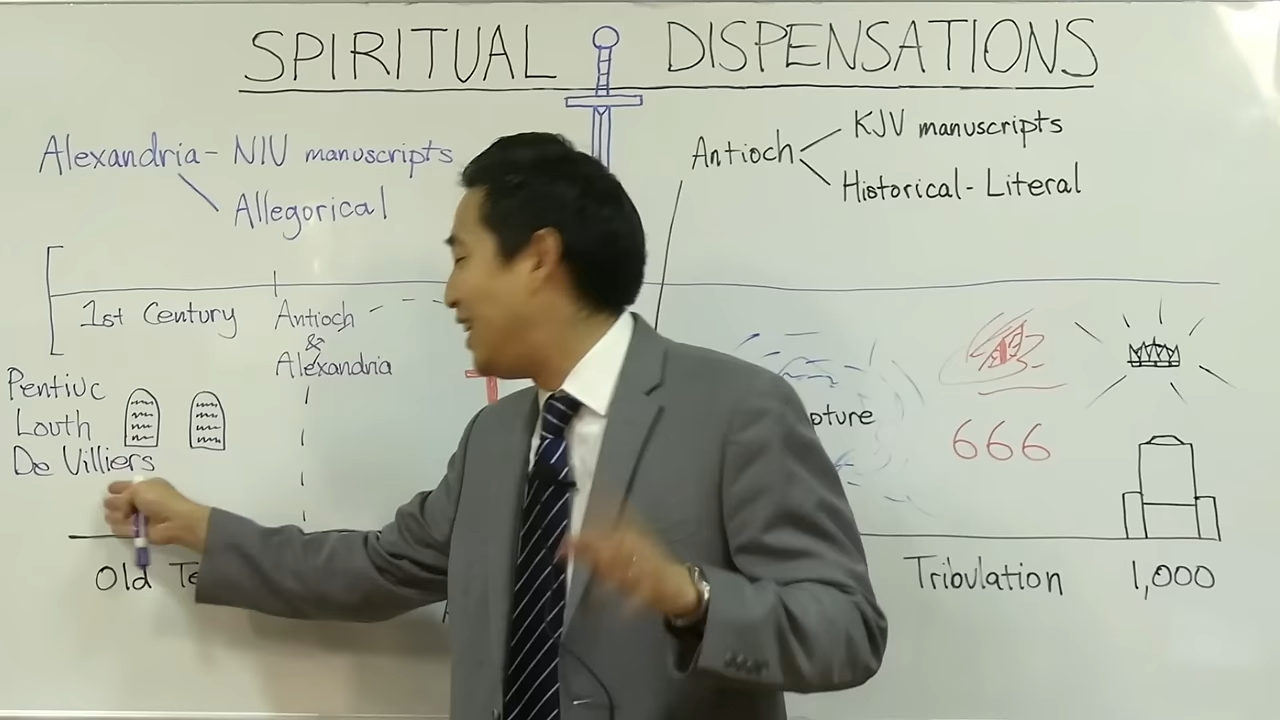 SPIRITUAL DISPENSATIONS
Alexandria - NIV manuscripts
Allegorical
Antioch
KJV manuscripts
Historical - Literal
1st Century
Antioch
&
Alexandria
Pentiuc
Louth
De Villiers
pture
666
Old Te
Tribulation
1,000